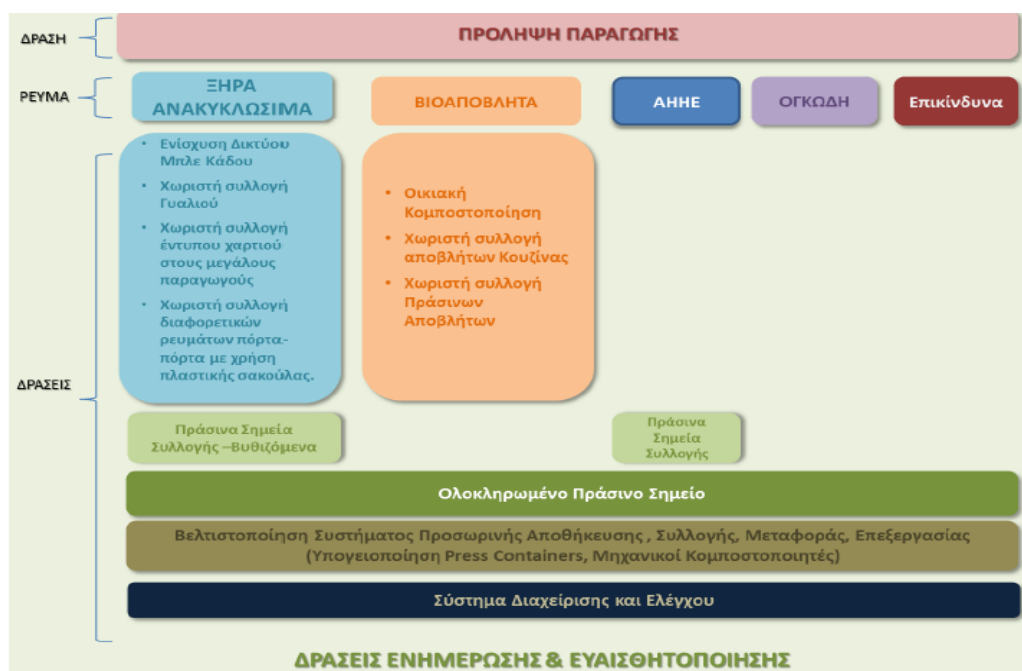 ΔΡΑΣΗ
ΠΡΟΛΗΨΗ ΠΑΡΑΓΩΓΗΣ
ΡΕΥΜΑ
ΞΗΡΑ
ΑΝΑΚΥΚΛΩΣΙΜΑ
ΒΙΟΑΠΟΒΛΗΤΑ
ΑΗΗΕ
ΟΓΚΩΔΗ
Επικίνδυνα
ΔΡΑΣΕΙΣ
• Ενίσχυση Δικτύου
Μπλε Κάδου
• Χωριστή συλλογή
Γυαλιού
• Χωριστή συλλογή
έντυπου χαρτιού
στους μεγάλους
παραγωγούς
• Χωριστή συλλογή
διαφορετικών
ρευμάτων πόρτα-
πόρτα με χρήση
πλαστικής σακούλας.
• Οικιακή
Κομποστοποίηση
• Χωριστή συλλογή
αποβλήτων Κουζίνας
• Χωριστή συλλογή
Πράσινων
Αποβλήτων
Πράσινα Σημεία
Συλλογής –Βυθιζόμενα
Πράσινα
Σημεία
Συλλογής
Ολοκληρωμένο Πράσινο Σημείο
Βελτιστοποίηση Συστήματος Προσωρινής Αποθήκευσης , Συλλογής, Μεταφοράς, Επεξεργασίας
(Υπογειοποίηση Press Containers, Μηχανικοί Κομποστοποιητές)
Σύστημα Διαχείρισης και Ελέγχου
ΔΡΑΣΕΙΣ ΕΝΗΜΕΡΩΣΗΣ & ΕΥΑΙΣΘΗΤΟΠΟΙΗΣΗΣ